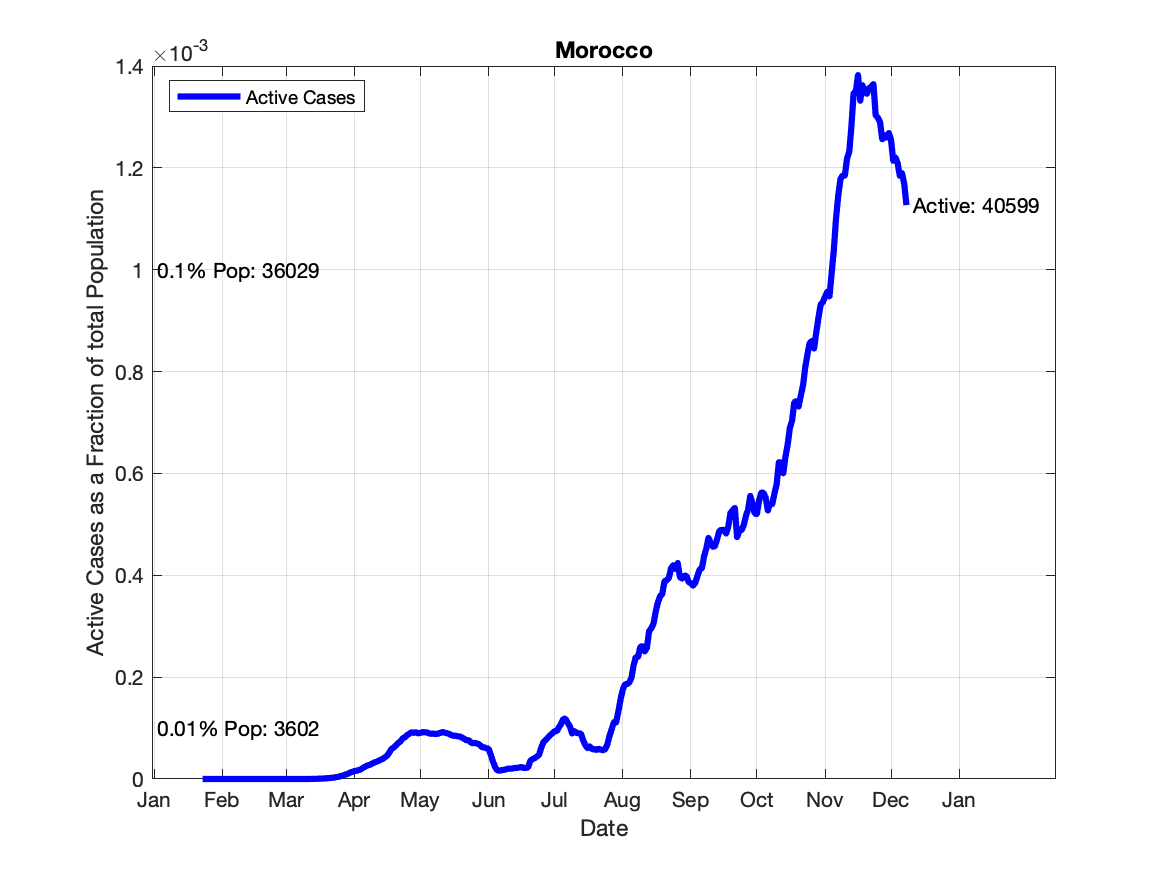 Morocco
×10-3
1.4
Active Cases
1.2
Active: 40599
1
0.1% Pop: 36029
0.8
0.6
0.4
0.2
0.01% Pop: 3602
0
Jan Feb Mar Apr May Jun Jul Aug Sep Oct Nov Dec Jan
Date
Active Cases as a Fraction of total Population